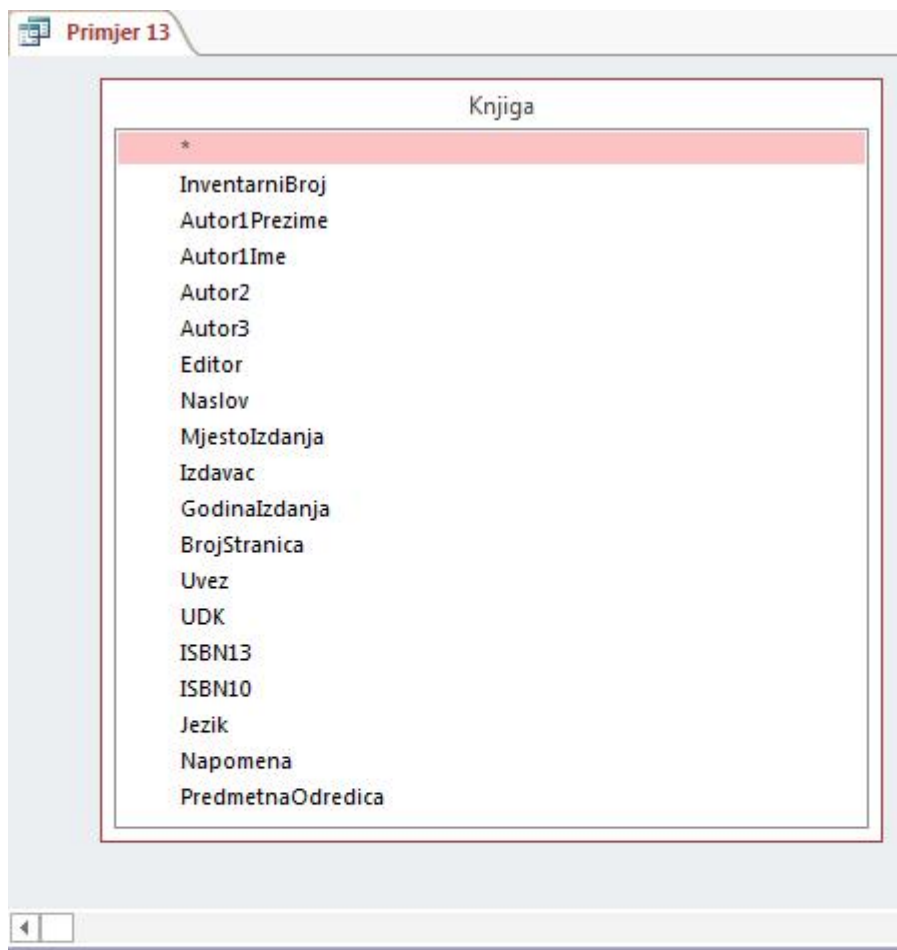 Primjer 13
Knjiga
*
InventarniBroj
Autor1Prezime
Autor1Ime
Autor2
Autor3
Editor
Naslov
MjestoIzdanja
Izdavac
GodinaIzdanja
BrojStranica
Uvez
UDK
ISBN13
ISBN10
Jezik
Napomena
PredmetnaOdredica